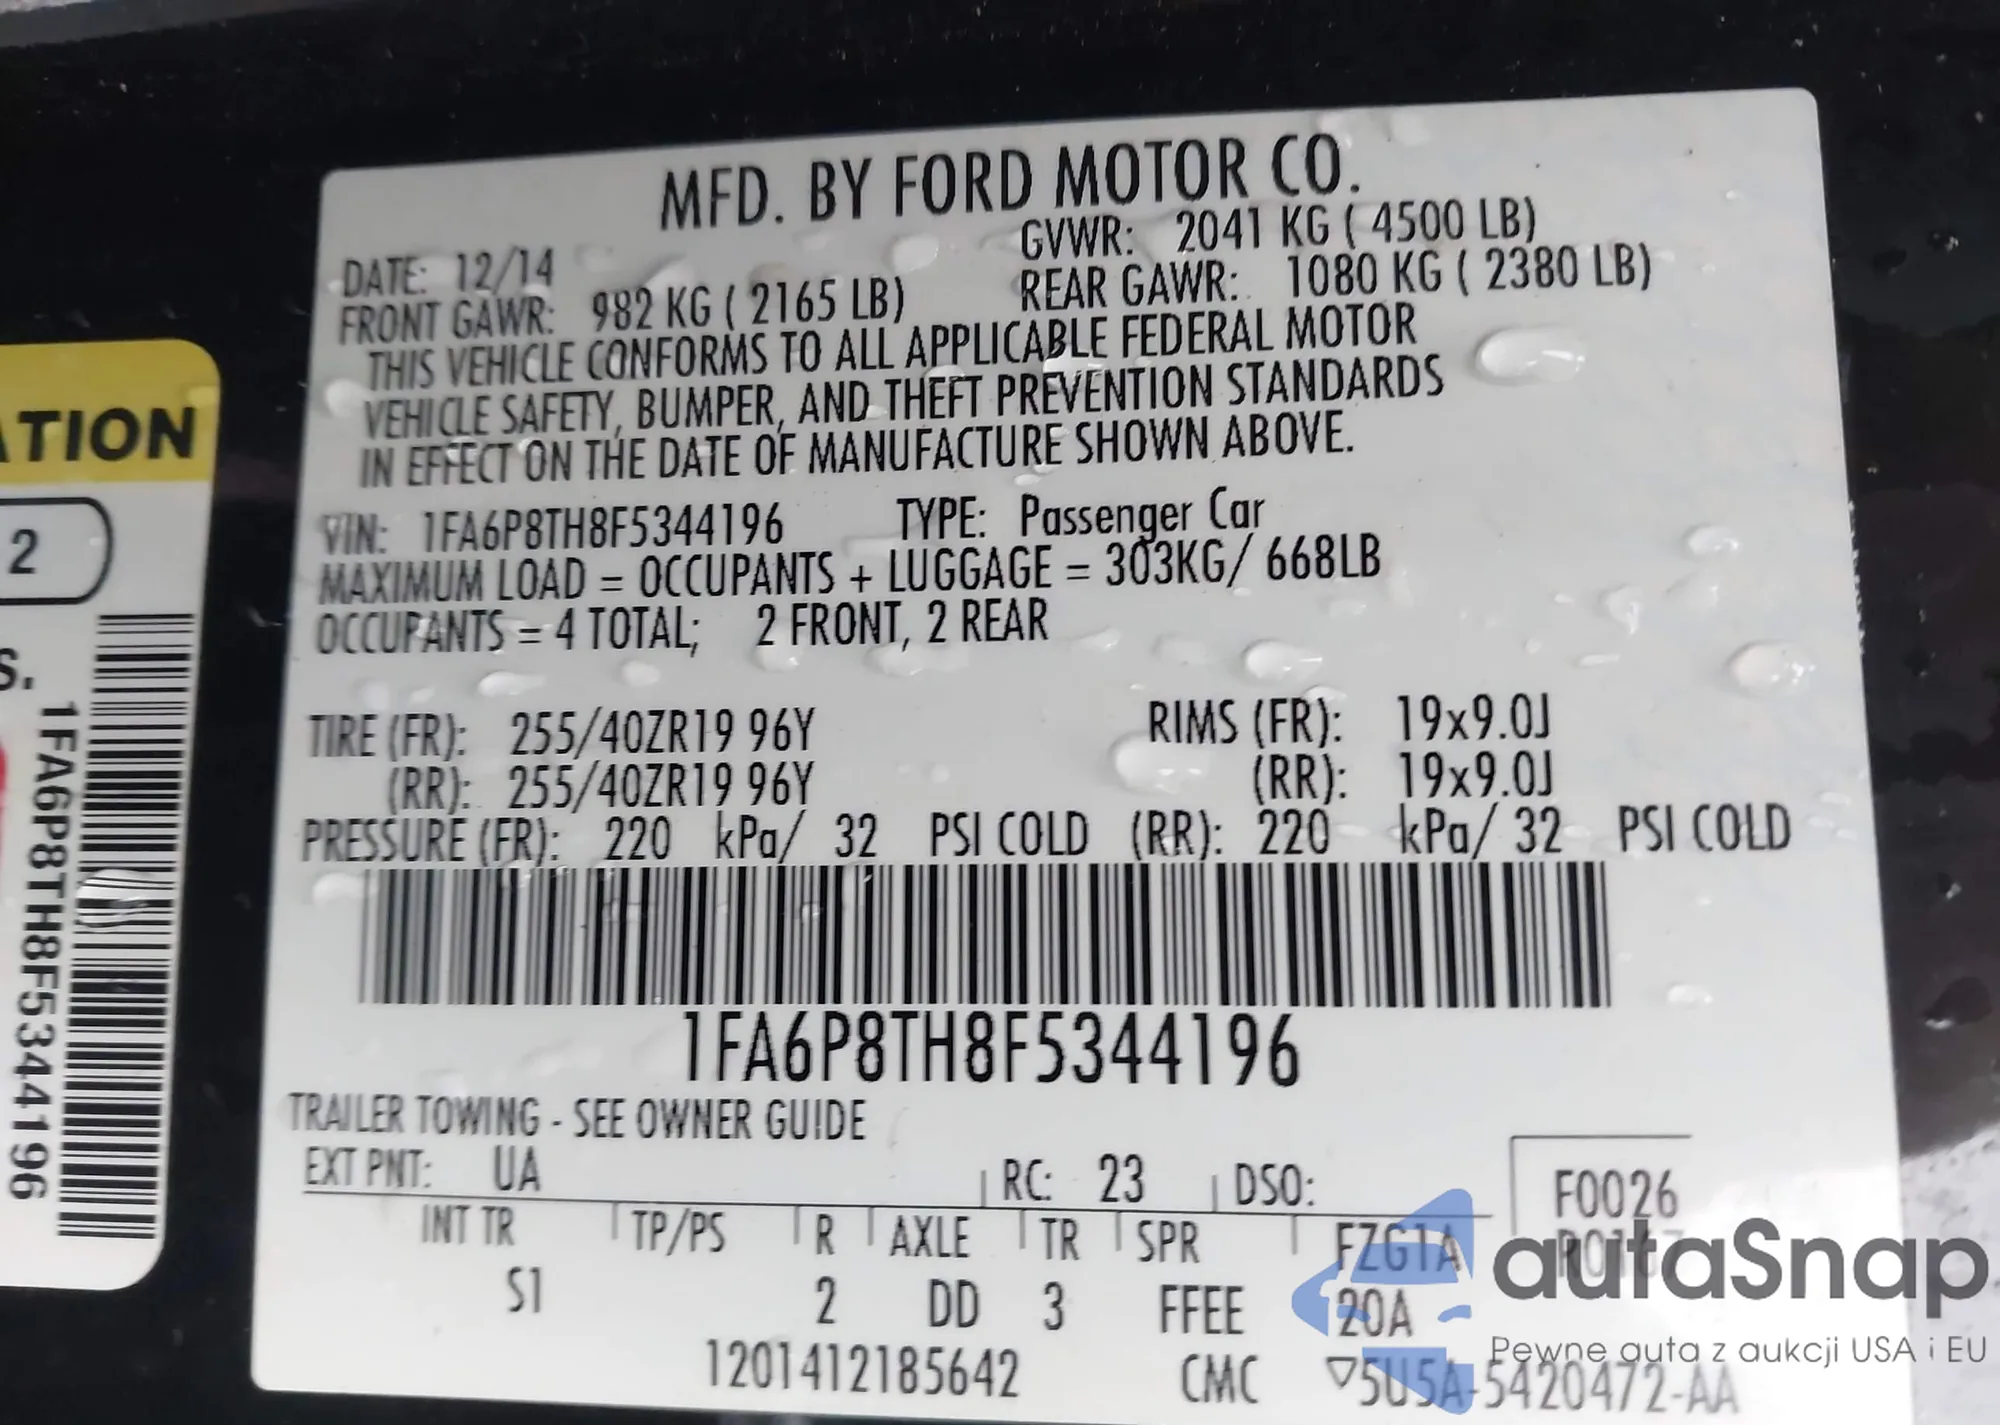 MFD. BY FORD MOTOR CO.
DATE: 12/14 GVWR: 2041 KG ( 4500 LB)
FRONT GAWR: 982 KG ( 2165 LB) REAR GAWR: 1080 KG ( 2380 LB)
THIS VEHICLE CONFORMS TO ALL APPLICABLE FEDERAL MOTOR
VEHICLE SAFETY, BUMPER, AND THEFT PREVENTION STANDARDS
IN EFFECT ON THE DATE OF MANUFACTURE SHOWN ABOVE.
VIN: 1FA6P8TH8F5344196 TYPE: Passenger Car
MAXIMUM LOAD = OCCUPANTS + LUGGAGE = 303KG/ 668LB
OCCUPANTS = 4 TOTAL; 2 FRONT, 2 REAR
TIRE (FR): 255/40ZR19 96Y RIMS (FR): 19x9.0J
(RR): 255/40ZR19 96Y (RR): 19x9.0J
PRESSURE (FR): 220 kPa/ 32 PSI COLD (RR): 220 kPa/ 32 PSI COLD
1FA6P8TH8F5344196
TRAILER TOWING - SEE OWNER GUIDE
EXT PNT: UA RC: 23 DSO: F0026
INT TR TP/PS R AXLE TR SPR FZG1A
S1 2 DD 3 FFEE 20A
1201412185642 CMC ▽5U5A-5420472-AA
ATION
2
S.
1FA6P8TH8F5344196
autaSnap
Pewne auta z aukcji USA i EU